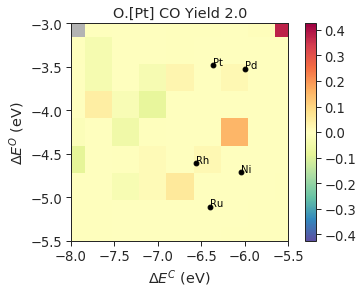 O.[Pt] CO Yield 2.0
−3.0
−3.5
−4.0
−4.5
−5.0
−5.5
ΔE^O (eV)
Pt
Pd
Rh
Ni
Ru
−8.0 −7.5 −7.0 −6.5 −6.0 −5.5
ΔE^C (eV)
0.4
0.3
0.2
0.1
0.0
−0.1
−0.2
−0.3
−0.4